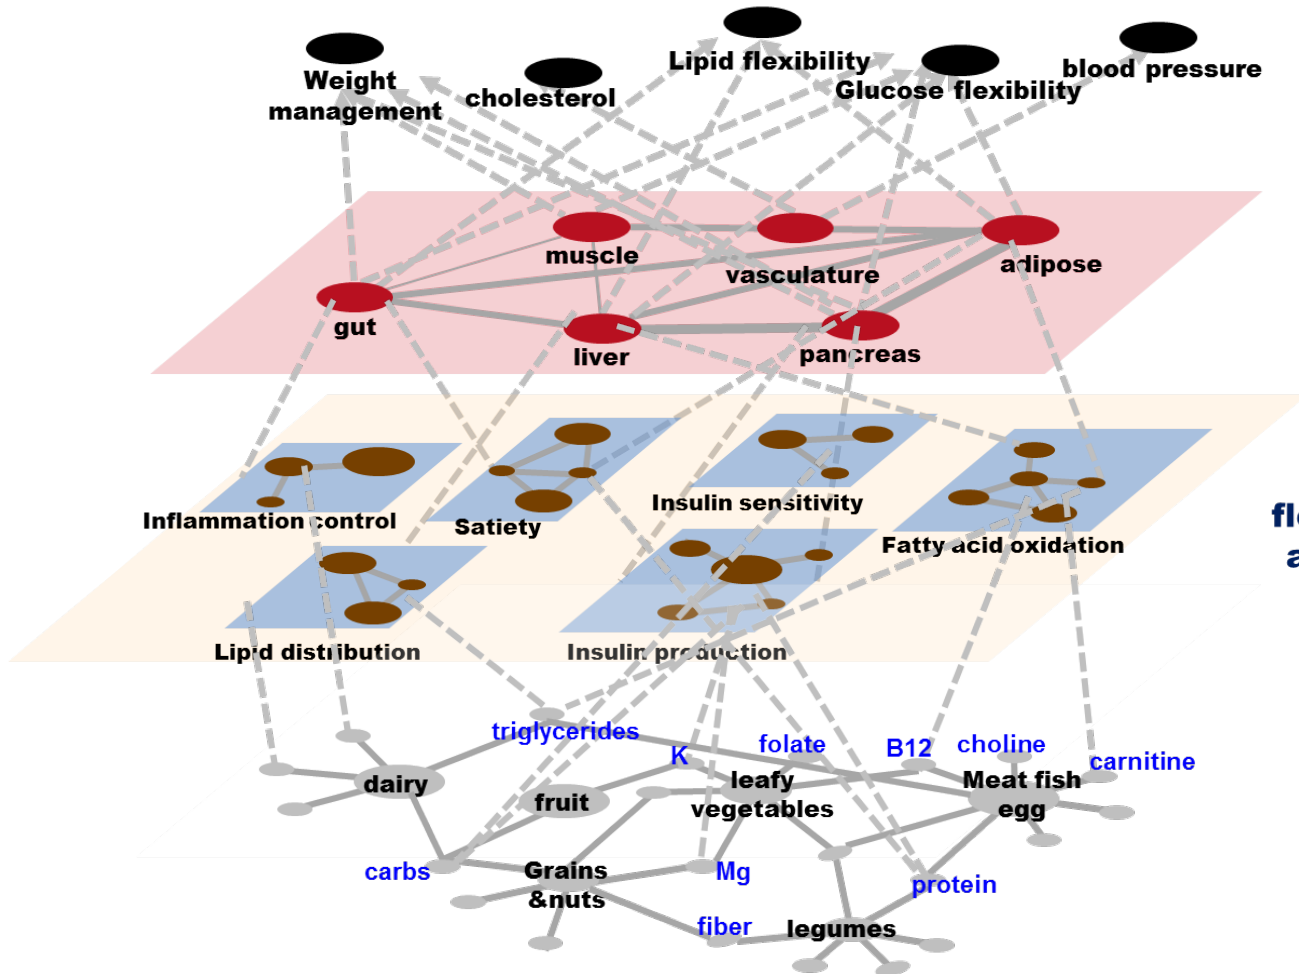 Weight
management
cholesterol
Lipid flexibility
Glucose flexibility
blood pressure
muscle
vasculature
adipose
gut
liver
pancreas
Inflammation control
Satiety
Insulin sensitivity
Fatty acid oxidation
Lipid distribution
Insulin production
triglycerides
K
folate
B12
choline
carnitine
dairy
fruit
leafy
vegetables
Meat fish
egg
carbs
Grains
&nuts
Mg
protein
fiber
legumes